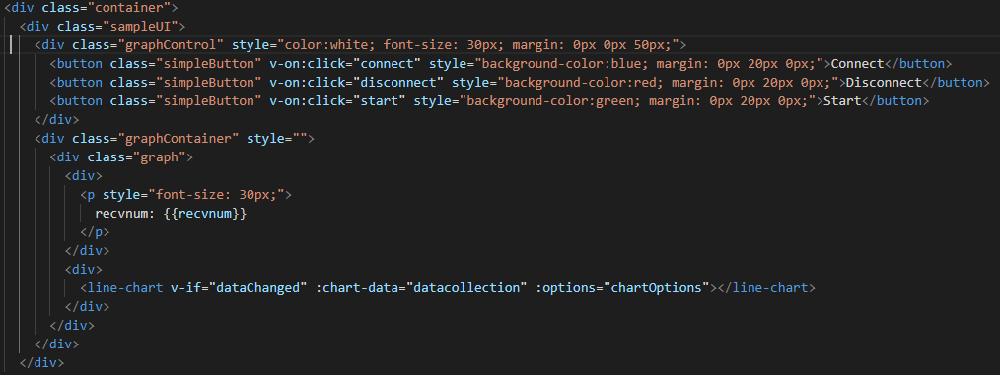 <div class="container">
<div class="sampleUI">
<div class="graphControl" style="color:white; font-size: 30px; margin: 0px 0px 50px;">
<button class="simpleButton" v-on:click="connect" style="background-color:blue; margin: 0px 20px 0px;">Connect</button>
<button class="simpleButton" v-on:click="disconnect" style="background-color:red; margin: 0px 20px 0px;">Disconnect</button>
<button class="simpleButton" v-on:click="start" style="background-color:green; margin: 0px 20px 0px;">Start</button>
</div>
<div class="graphContainer" style="">
<div class="graph">
<div>
<p style="font-size: 30px;">
recvnum: {{recvnum}}
</p>
</div>
<div>
<line-chart v-if="dataChanged" :chart-data="datacollection" :options="chartOptions"></line-chart>
</div>
</div>
</div>
</div>